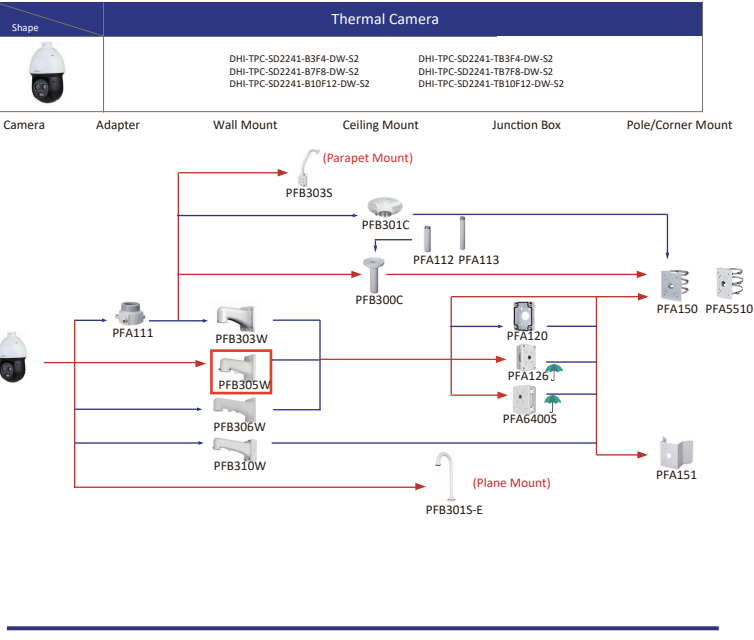 Shape
Thermal Camera
DHI-TPC-SD2241-B3F4-DW-S2
DHI-TPC-SD2241-TB3F4-DW-S2
DHI-TPC-SD2241-B7F8-DW-S2
DHI-TPC-SD2241-TB7F8-DW-S2
DHI-TPC-SD2241-B10F12-DW-S2
DHI-TPC-SD2241-TB10F12-DW-S2
Camera
Adapter
Wall Mount
Ceiling Mount
Junction Box
Pole/Corner Mount
(Parapet Mount)
PFB303S
PFB301C
PFA112
PFA113
PFB300C
PFA150
PFA5510
PFA111
PFB303W
PFA120
PFB305W
PFA126
PFB306W
PFA6400S
PFB310W
PFA151
(Plane Mount)
PFB301S-E